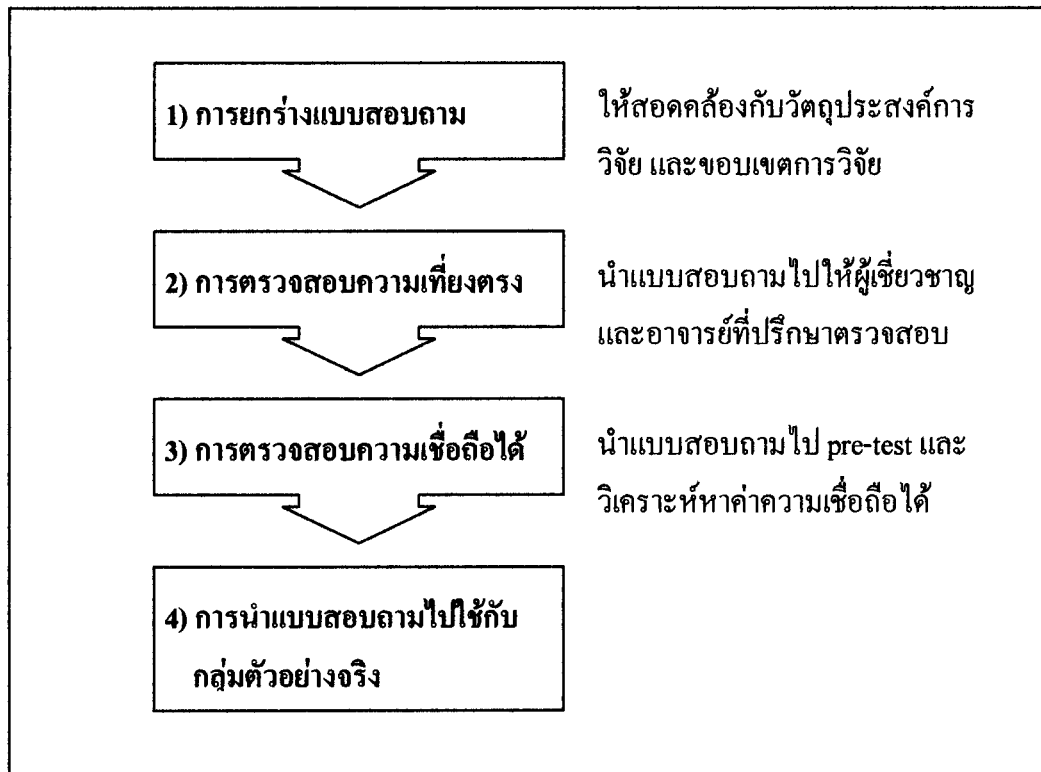 1) การยกร่างแบบสอบถาม
ให้สอดคล้องกับวัตถุประสงค์การ
วิจัย และขอบเขตการวิจัย
2) การตรวจสอบความเที่ยงตรง
นำแบบสอบถามไปให้ผู้เชี่ยวชาญ
และอาจารย์ที่ปรึกษาตรวจสอบ
3) การตรวจสอบความเชื่อถือได้
นำแบบสอบถามไป pre-test และ
วิเคราะห์หาค่าความเชื่อถือได้
4) การนำแบบสอบถามไปใช้กับ
กลุ่มตัวอย่างจริง